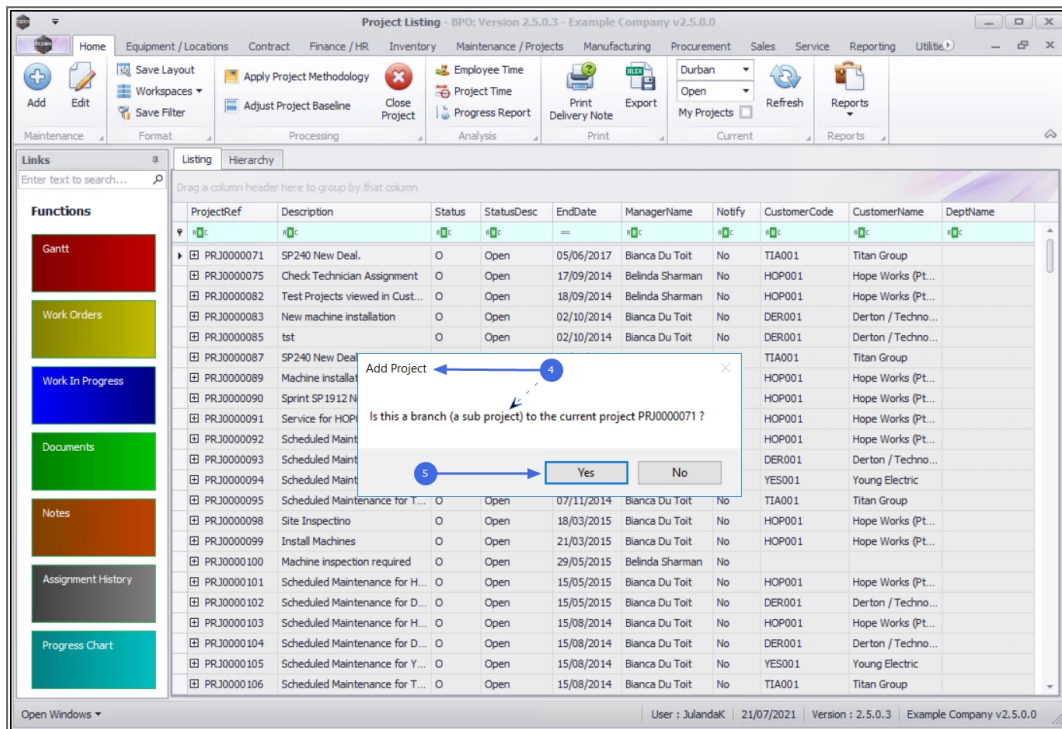 Project Listing - BPO: Version 2.5.0.3 - Example Company v2.5.0.0
Home Equipment / Locations Contract Finance / HR Inventory Maintenance / Projects Manufacturing Procurement Sales Service Reporting Utilitie
Add
Edit
Save Layout
Workspaces
Save Filter
Apply Project Methodology
Adjust Project Baseline
Close Project
Employee Time
Project Time
Progress Report
Print Delivery Note
Export
Durban
Open
My Projects
Refresh
Reports
Maintenance Format Processing Analysis Print Current Reports
Links
Enter text to search...
Functions
Gantt
Work Orders
Work In Progress
Documents
Notes
Assignment History
Progress Chart
Listing Hierarchy
Drag a column header here to group by that column
ProjectRef Description Status StatusDesc EndDate ManagerName Notify CustomerCode CustomerName DeptName
PRJ0000071 SP240 New Deal. O Open 05/06/2017 Bianca Du Toit No TIA001 Titan Group
PRJ0000075 Check Technician Assignment O Open 17/09/2014 Belinda Sharman No HOP001 Hope Works (Pt...
PRJ0000082 Test Projects viewed in Cust... O Open 18/09/2014 Belinda Sharman No HOP001 Hope Works (Pt...
PRJ0000083 New machine installation O Open 02/10/2014 Bianca Du Toit No DER001 Derton / Techno...
PRJ0000085 tst O Open 02/10/2014 Bianca Du Toit No DER001 Derton / Techno...
PRJ0000087 SP240 New Deal TIA001 Titan Group
PRJ0000089 Machine installat HOP001 Hope Works (Pt...
PRJ0000090 Sprint SP1912 N HOP001 Hope Works (Pt...
PRJ0000091 Service for HOP HOP001 Hope Works (Pt...
PRJ0000092 Scheduled Maint HOP001 Hope Works (Pt...
PRJ0000093 Scheduled Maint DER001 Derton / Techno...
PRJ0000094 Scheduled Maint YES001 Young Electric
PRJ0000095 Scheduled Maintenance for T... O Open 07/11/2014 Bianca Du Toit No TIA001 Titan Group
PRJ0000098 Site Inspectino O Open 18/03/2015 Bianca Du Toit No HOP001 Hope Works (Pt...
PRJ0000099 Install Machines O Open 21/03/2015 Bianca Du Toit No HOP001 Hope Works (Pt...
PRJ0000100 Machine inspection required O Open 29/05/2015 Belinda Sharman No
PRJ0000101 Scheduled Maintenance for H... O Open 15/05/2015 Bianca Du Toit No HOP001 Hope Works (Pt...
PRJ0000102 Scheduled Maintenance for D... O Open 15/05/2015 Bianca Du Toit No DER001 Derton / Techno...
PRJ0000103 Scheduled Maintenance for H... O Open 15/08/2014 Bianca Du Toit No HOP001 Hope Works (Pt...
PRJ0000104 Scheduled Maintenance for D... O Open 15/08/2014 Bianca Du Toit No DER001 Derton / Techno...
PRJ0000105 Scheduled Maintenance for Y... O Open 15/08/2014 Bianca Du Toit No YES001 Young Electric
PRJ0000106 Scheduled Maintenance for T... O Open 15/08/2014 Bianca Du Toit No TIA001 Titan Group
Add Project
4
Is this a branch (a sub project) to the current project PRJ0000071 ?
5
Yes No
Open Windows
User : JulandaK 21/07/2021 Version : 2.5.0.3 Example Company v2.5.0.0